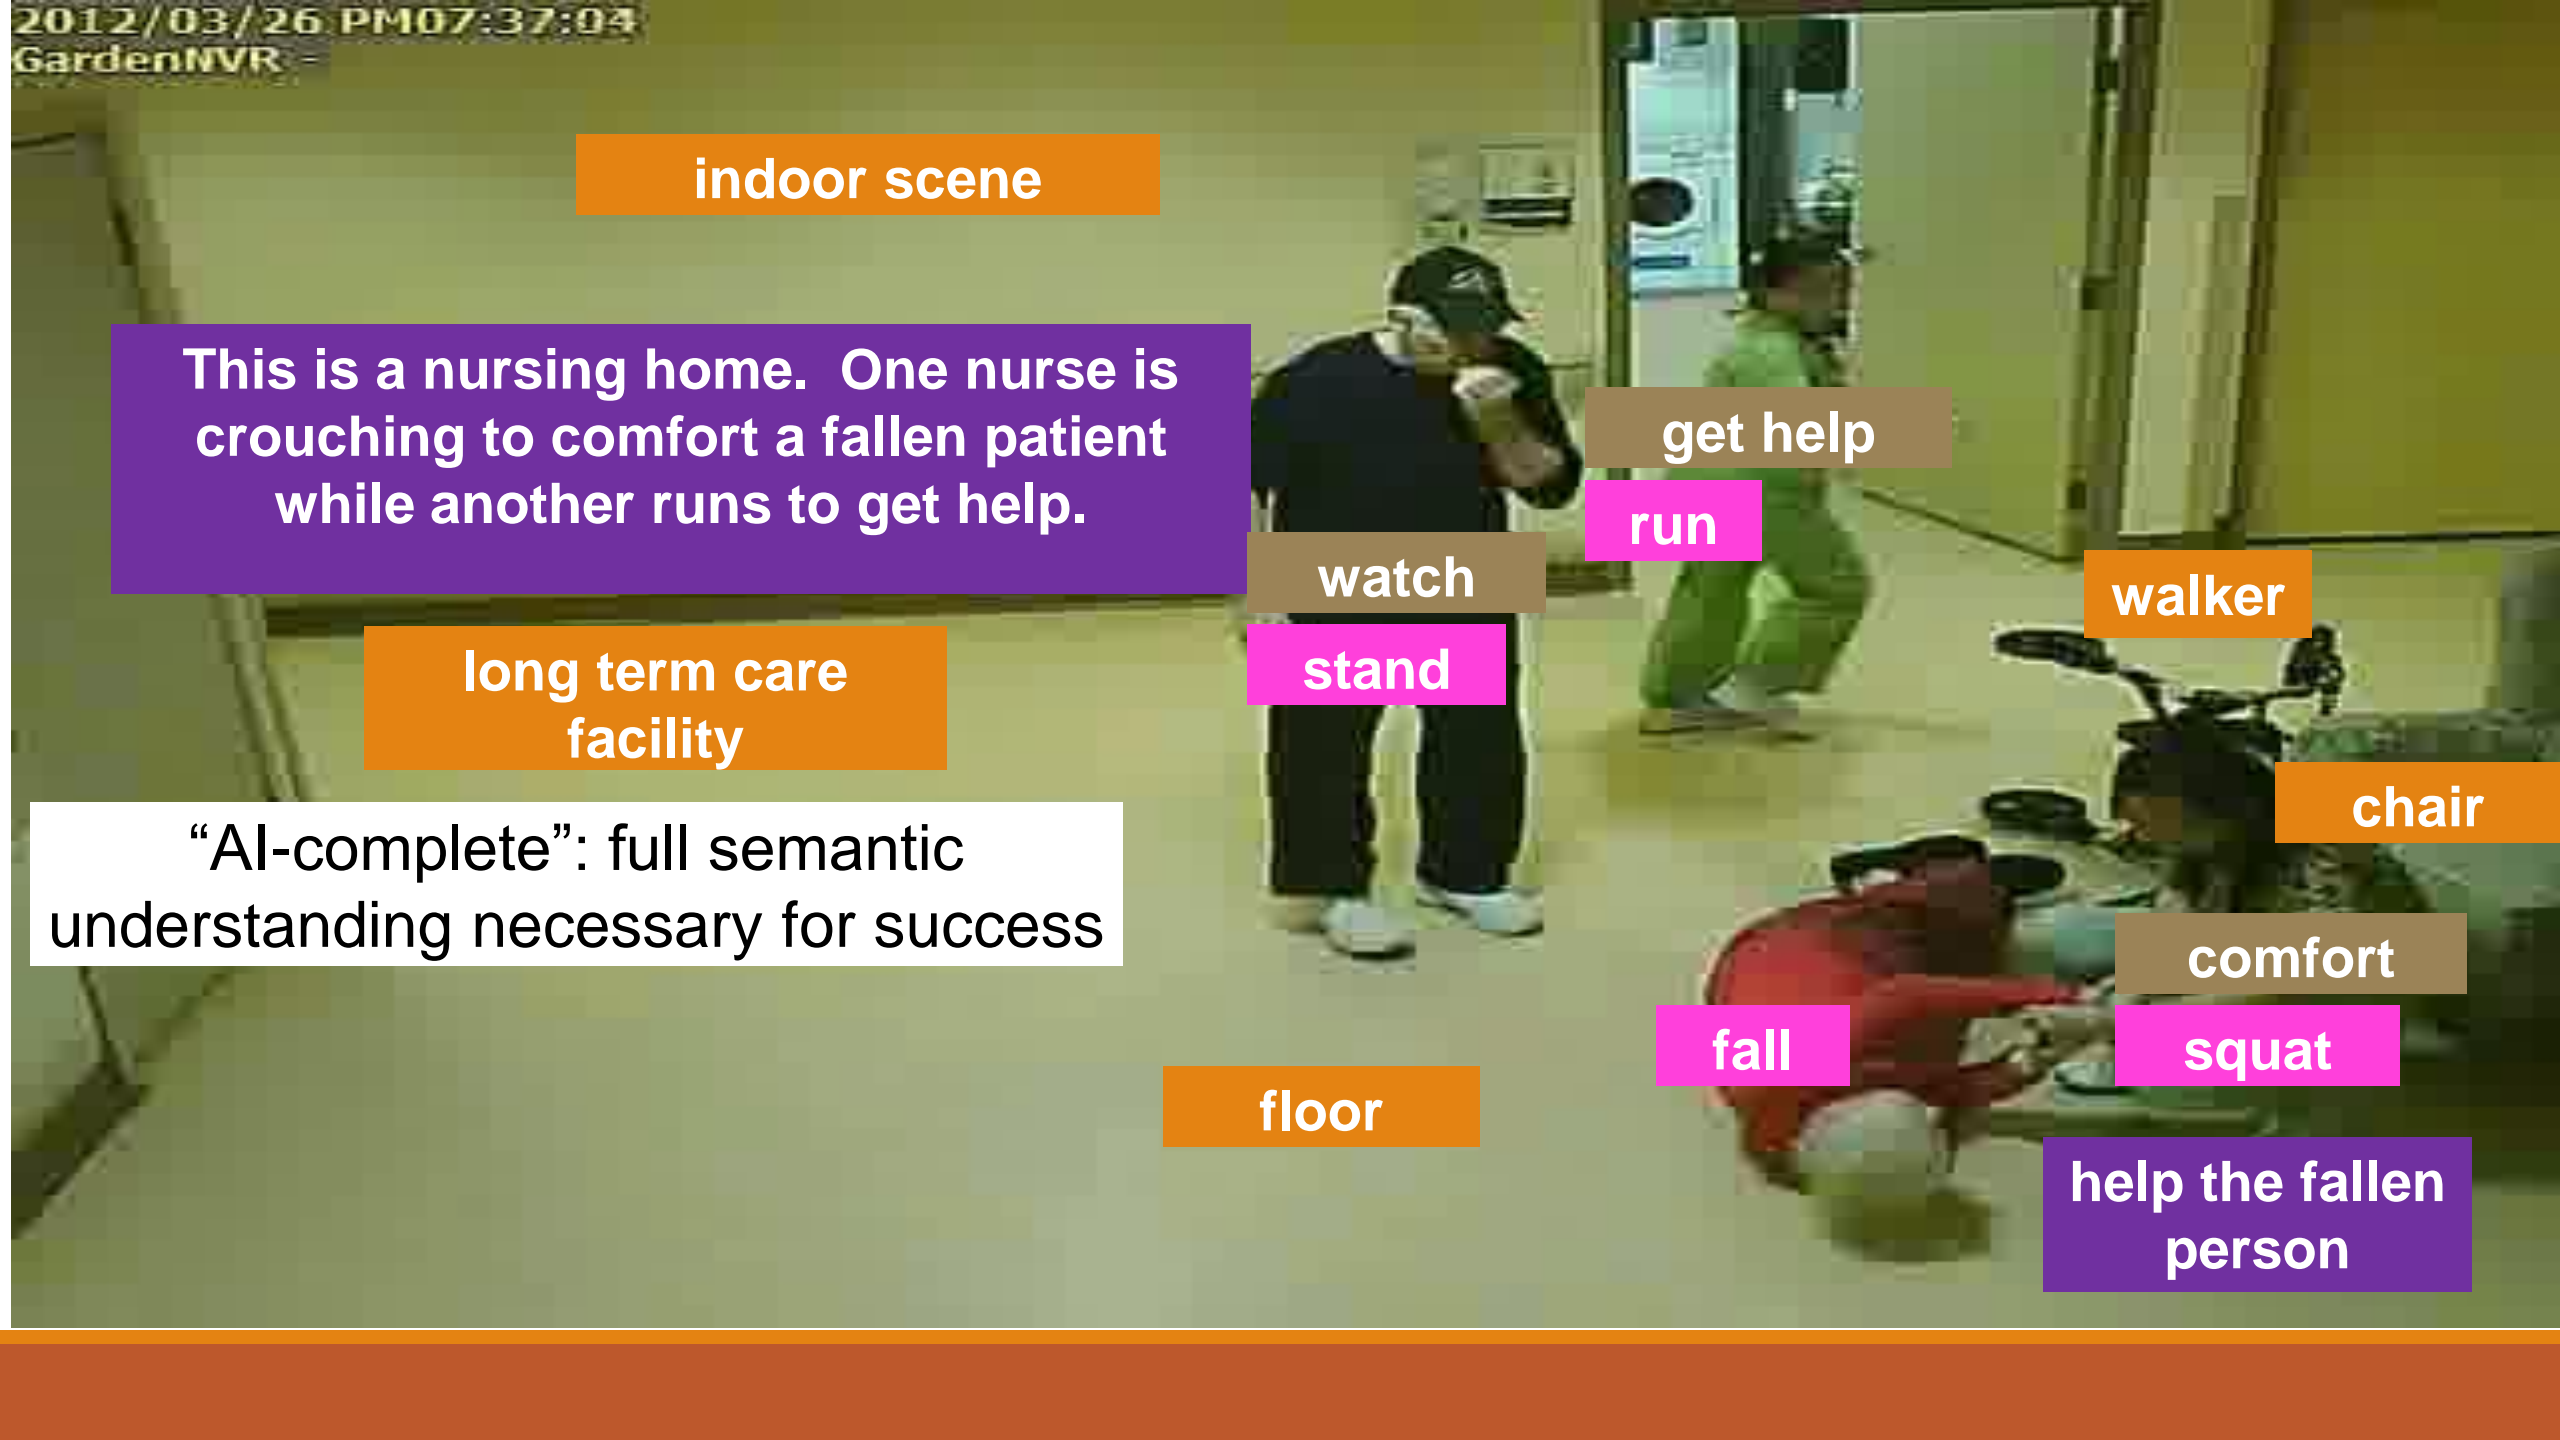 2012/03/26 PM07:37:04
GardenNVR -
indoor scene
This is a nursing home.  One nurse is
crouching to comfort a fallen patient
while another runs to get help.
get help
run
watch
stand
walker
long term care
facility
chair
“AI-complete”: full semantic
understanding necessary for success
comfort
fall
squat
floor
help the fallen
person